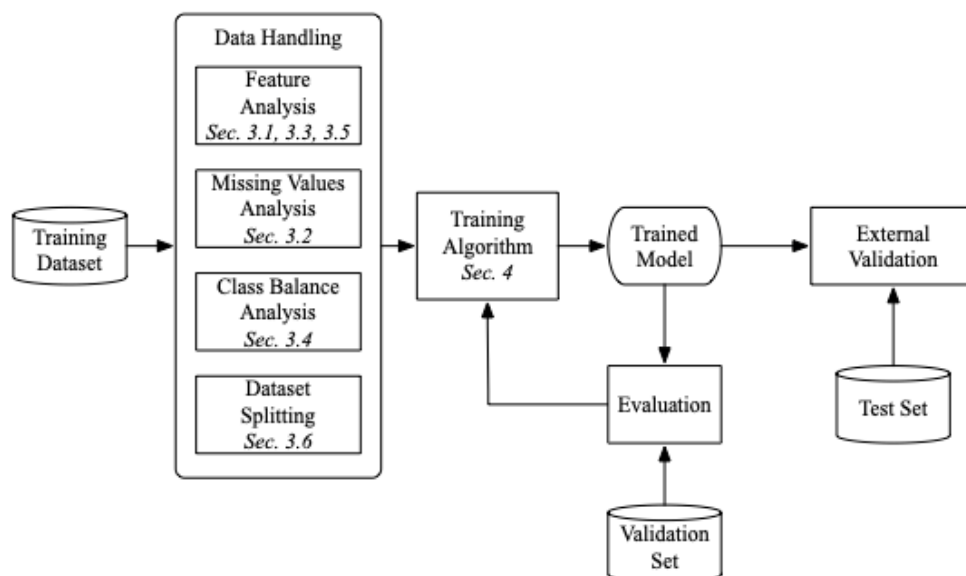 Data Handling
Feature
Analysis
Sec. 3.1, 3.3, 3.5
Missing Values
Analysis
Sec. 3.2
Class Balance
Analysis
Sec. 3.4
Dataset
Splitting
Sec. 3.6
Training
Dataset
Training
Algorithm
Sec. 4
Trained
Model
External
Validation
Evaluation
Test Set
Validation
Set